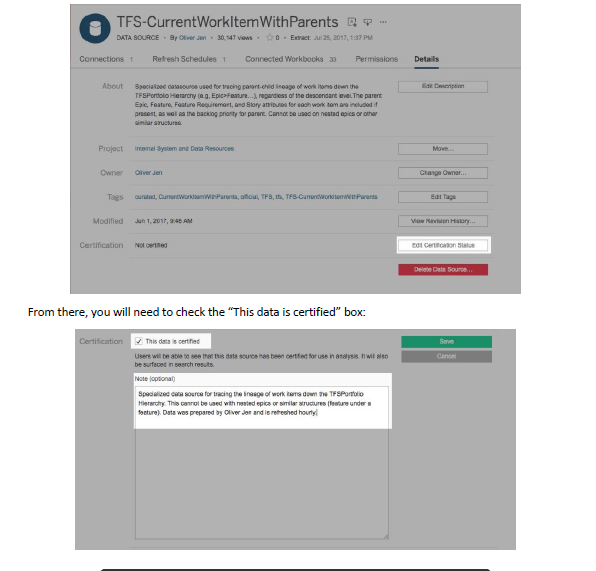 TFS-CurrentWorkItemWithParents
DATA SOURCE • By Oliver Jen • 30,147 views • 0 • Extract: Jul 25, 2017, 1:37 PM
Connections 1 Refresh Schedules 1 Connected Workbooks 33 Permissions Details
About Specialized datasource used for tracing parent-child lineage of work items down the Edit Description
TFSPortfolio Hierarchy (e.g, Epic>Feature...), regardless of the descendant level.The parent
Epic, Feature, Feature Requirement, and Story attributes for each work item are included if
present, as well as the backlog priority for parent. Cannot be used on nested epics or other
similar structures.
Project Internal System and Data Resources Move...
Owner Oliver Jen Change Owner...
Tags curated, CurrentWorkItemWithParents, official, TFS, tfs, TFS-CurrentWorkItemWithParents Edit Tags
Modified Jun 1, 2017, 9:46 AM View Revision History...
Certification Not certified Edit Certification Status
Delete Data Source...
From there, you will need to check the “This data is certified” box:
Certification This data is certified Save
Users will be able to see that this data source has been certified for use in analysis. It will also Cancel
be surfaced in search results.
Note (optional)
Specialized data source for tracing the lineage of work items down the TFSPortfolio
Hierarchy. This cannot be used with nested epics or similar structures (feature under a
feature). Data was prepared by Oliver Jen and is refreshed hourly.